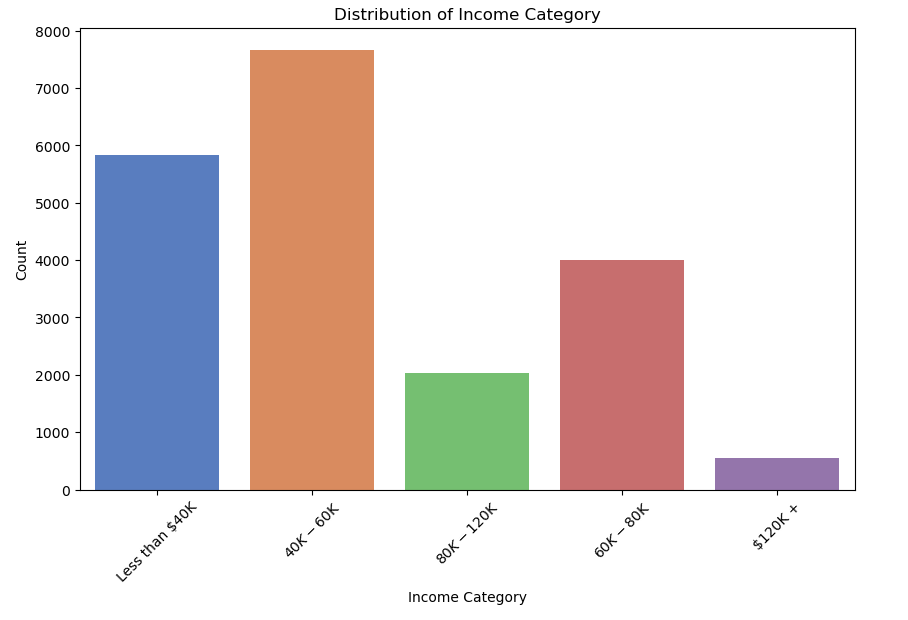 Distribution of Income Category
8000
7000
6000
5000
4000
3000
2000
1000
0
Count
Less than $40K
40K − 60K
80K − 120K
60K − 80K
$120K +
Income Category